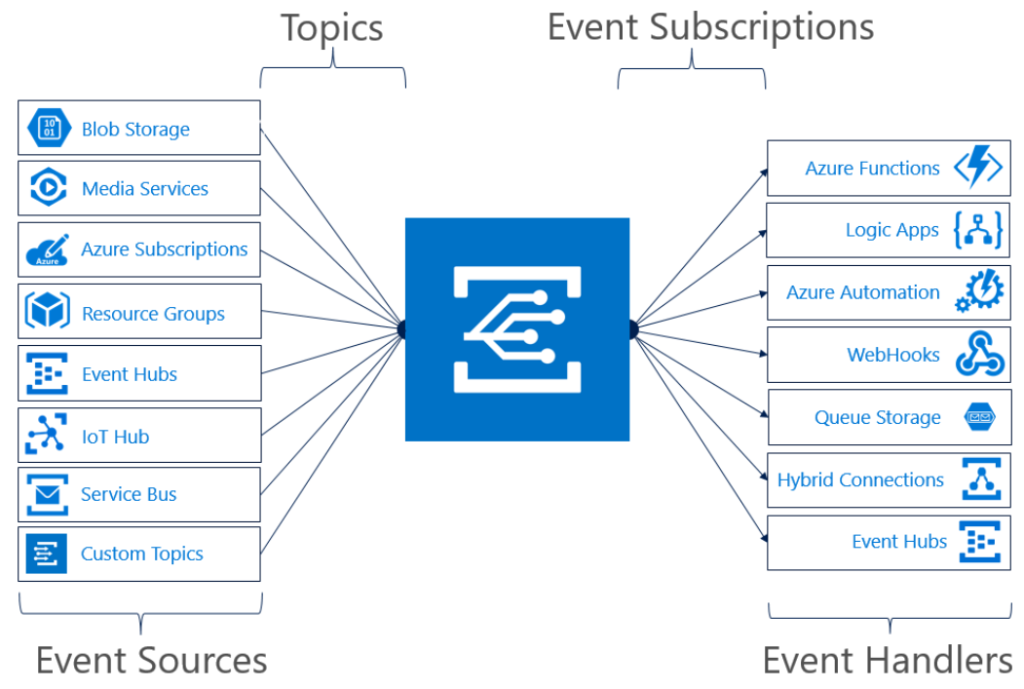 Topics
Event Subscriptions
Blob Storage
Media Services
Azure Subscriptions
Resource Groups
Event Hubs
IoT Hub
Service Bus
Custom Topics
Event Sources
Azure Functions
Logic Apps
Azure Automation
WebHooks
Queue Storage
Hybrid Connections
Event Hubs
Event Handlers
10
01
Azure